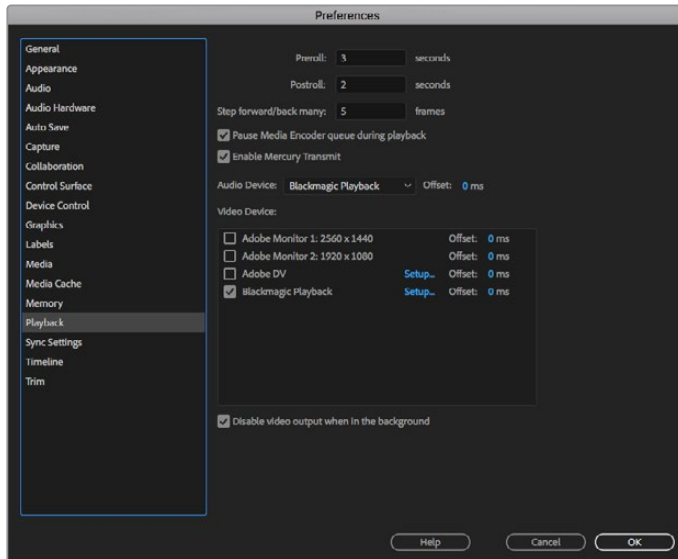 Preferences
General
Appearance
Audio
Audio Hardware
Auto Save
Capture
Collaboration
Control Surface
Device Control
Graphics
Labels
Media
Media Cache
Memory
Playback
Sync Settings
Timeline
Trim
Preroll: 3 seconds
Postroll: 2 seconds
Step forward/back many: 5 frames
Pause Media Encoder queue during playback
Enable Mercury Transmit
Audio Device: Blackmagic Playback Offset: 0 ms
Video Device:
Adobe Monitor 1: 2560 x 1440 Offset: 0 ms
Adobe Monitor 2: 1920 x 1080 Offset: 0 ms
Adobe DV Setup... Offset: 0 ms
Blackmagic Playback Setup... Offset: 0 ms
Disable video output when in the background
Help Cancel OK